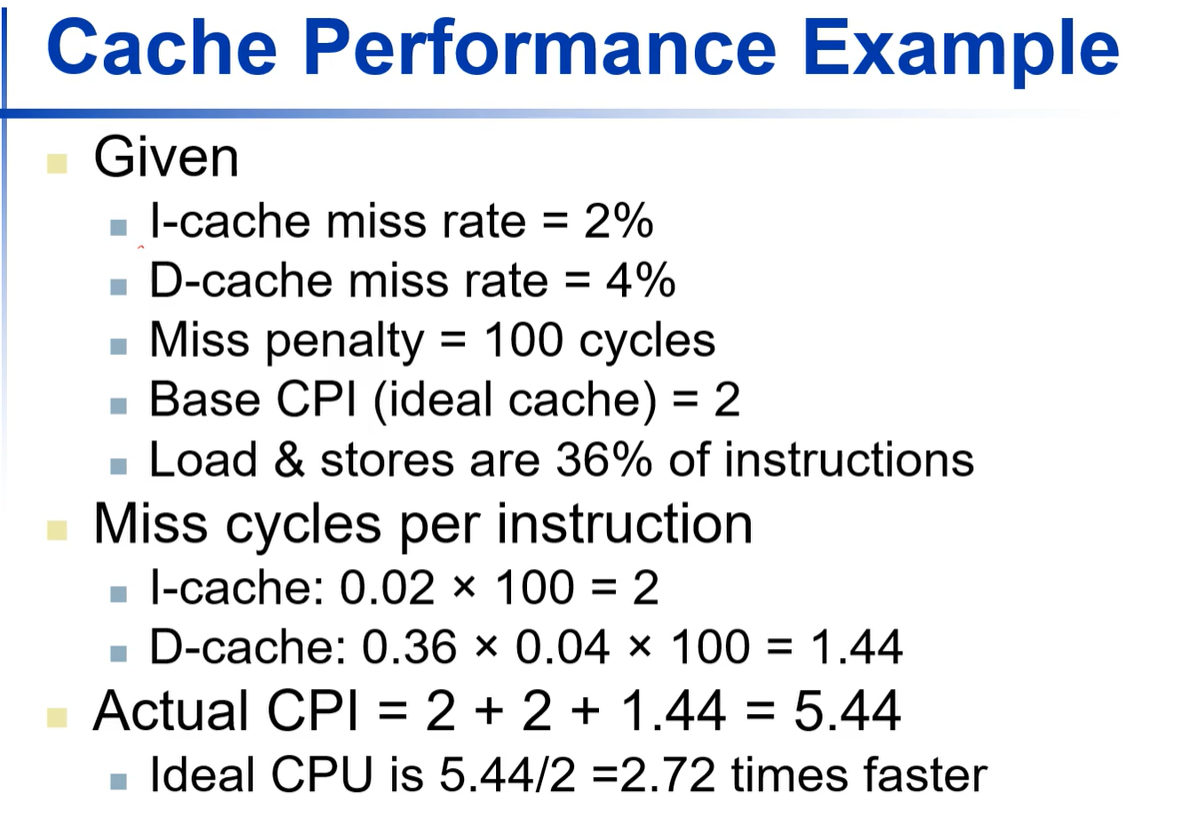 Cache Performance Example
Given
I-cache miss rate = 2%
D-cache miss rate = 4%
Miss penalty = 100 cycles
Base CPI (ideal cache) = 2
Load & stores are 36% of instructions
Miss cycles per instruction
I-cache: 0.02 × 100 = 2
D-cache: 0.36 × 0.04 × 100 = 1.44
Actual CPI = 2 + 2 + 1.44 = 5.44
Ideal CPU is 5.44/2 =2.72 times faster